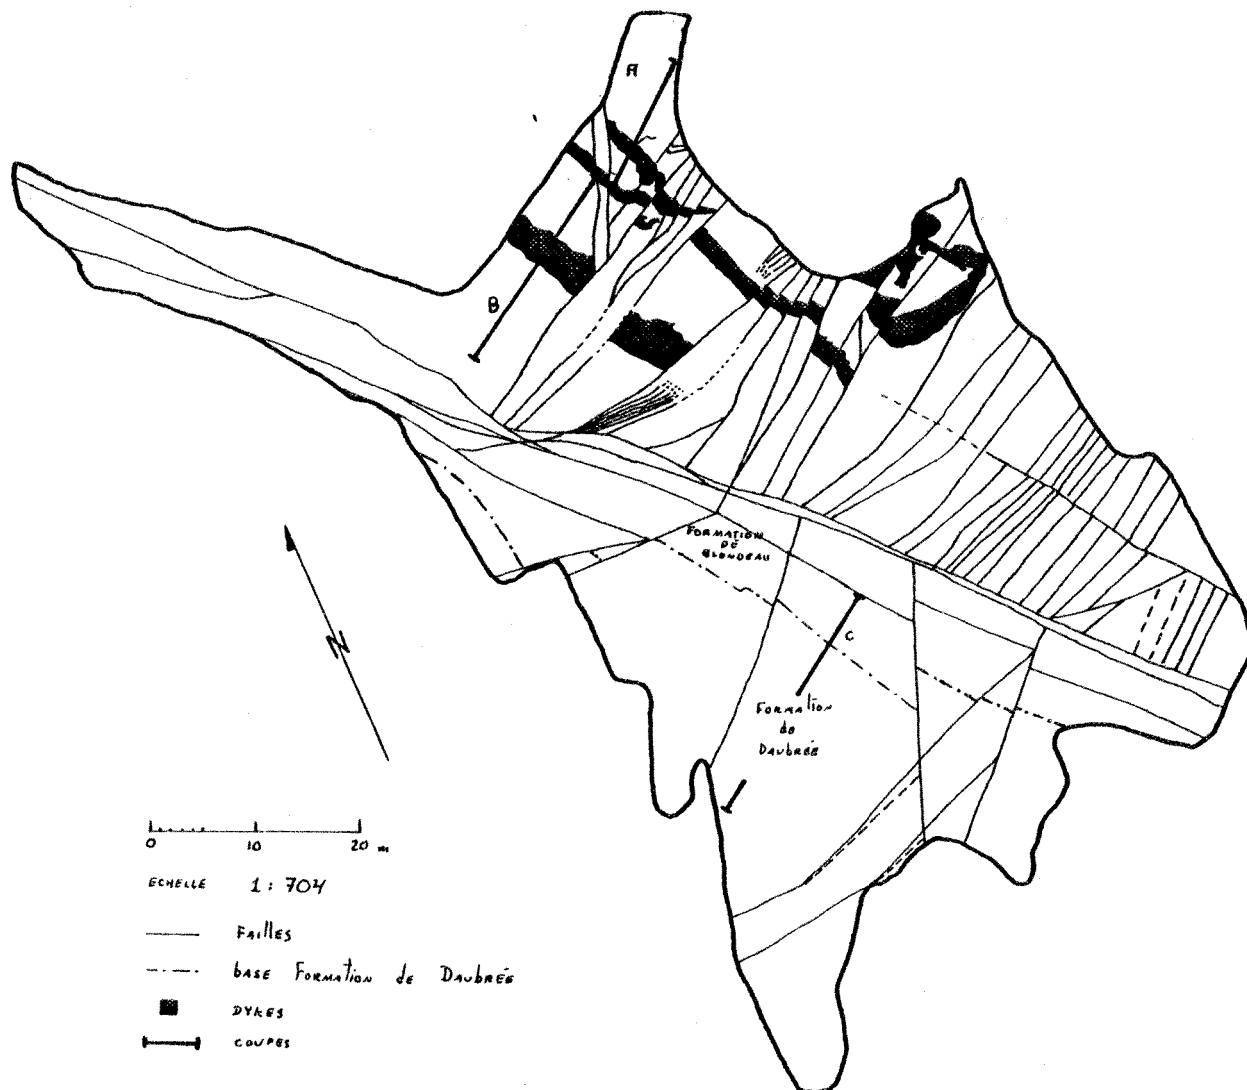 A
B
FORMATION
DE
BLONDEAU
C
FORMATION
de
DAUBRÉE
N
0 10 20 m
ECHELLE 1 : 704
FAILLES
base FORMATION de DAUBRÉE
DYKES
COUPES